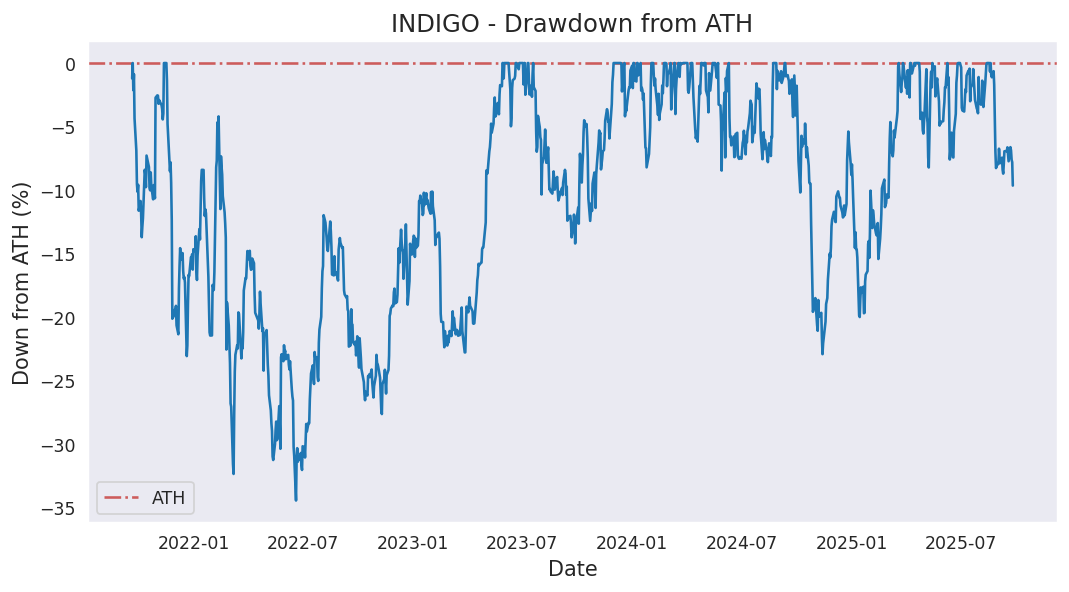 INDIGO - Drawdown from ATH
Down from ATH (%)
0
−5
−10
−15
−20
−25
−30
−35
ATH
2022-01 2022-07 2023-01 2023-07 2024-01 2024-07 2025-01 2025-07
Date